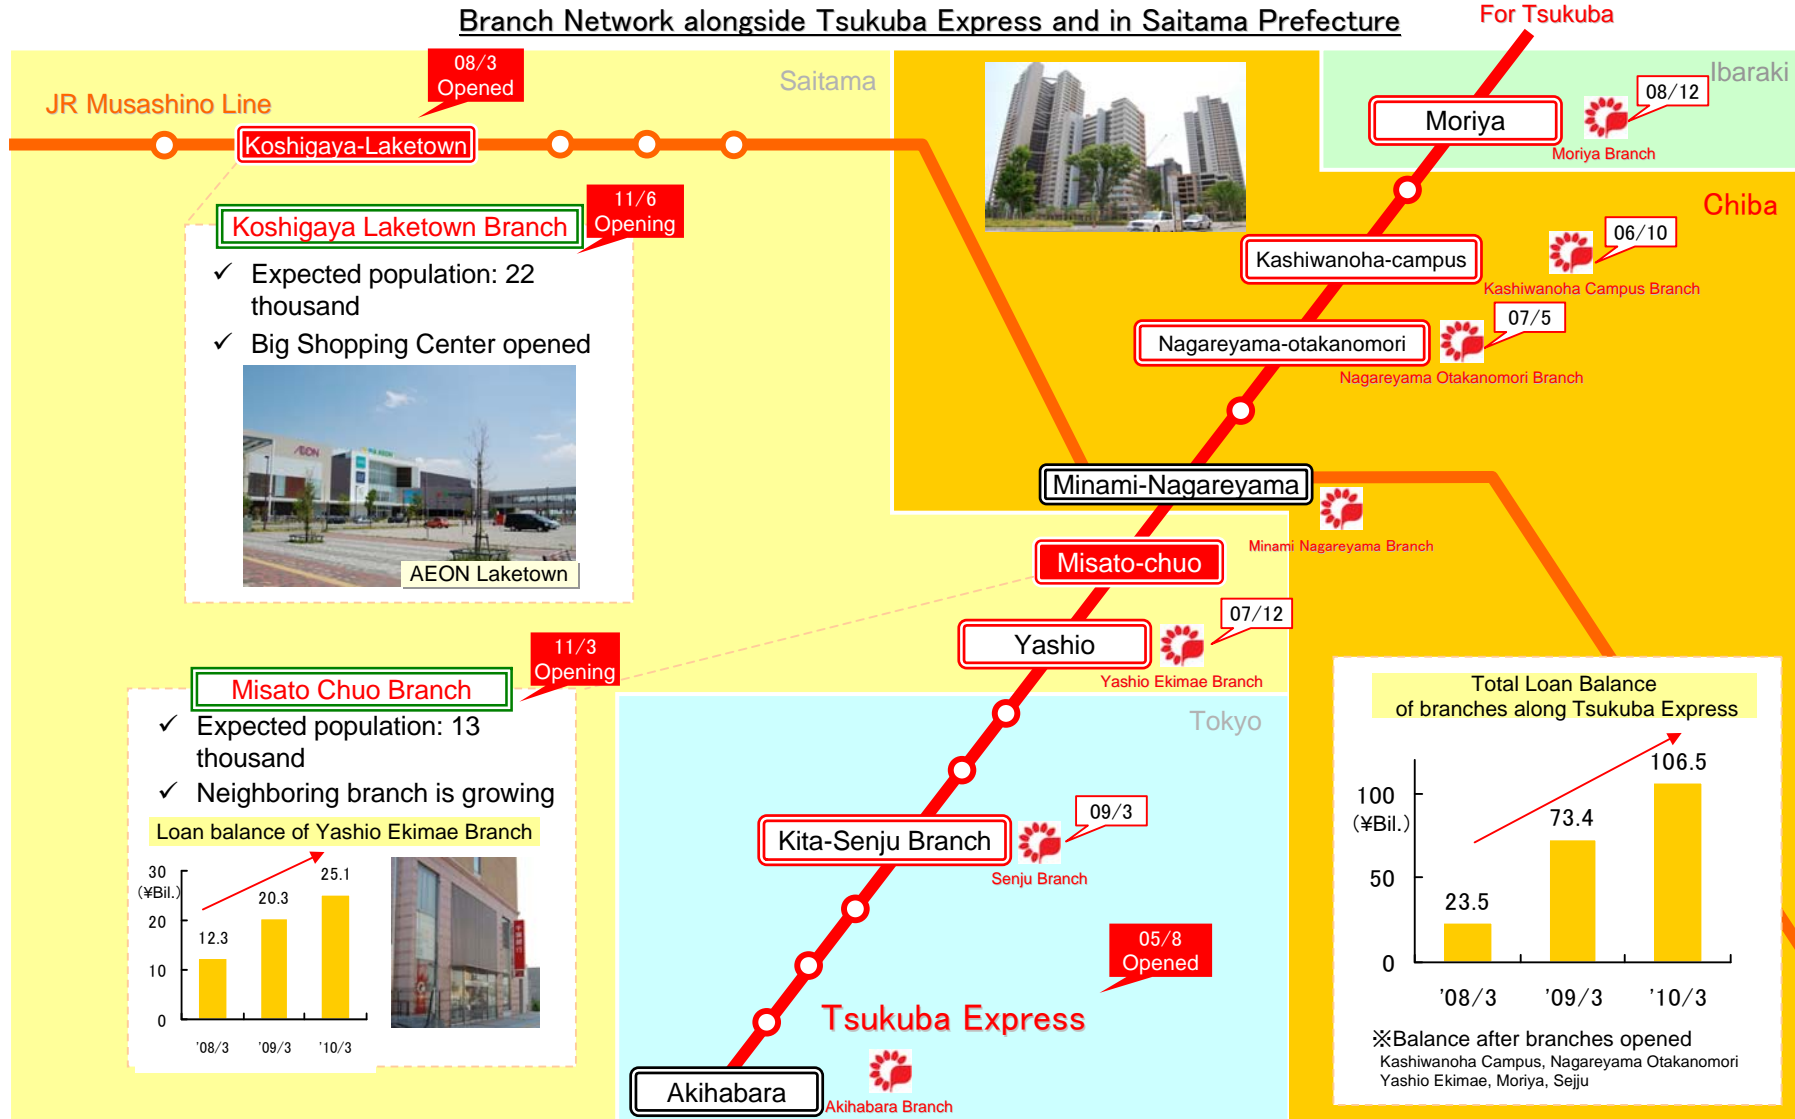 Branch Network alongside Tsukuba Express and in Saitama Prefecture
For Tsukuba
08/3
Opened
Saitama
Ibaraki
JR Musashino Line
08/12
Koshigaya-Laketown
Moriya
Moriya Branch
11/6
Opening
Koshigaya Laketown Branch
Chiba
06/10
Kashiwanoha-campus
Kashiwanoha Campus Branch
✓ Expected population: 22
thousand
✓ Big Shopping Center opened
07/5
Nagareyama-otakanomori
Nagareyama Otakanomori Branch
AEON
AEON Laketown
Minami-Nagareyama
Minami Nagareyama Branch
Misato-chuo
07/12
Yashio
Yashio Ekimae Branch
11/3
Opening
Misato Chuo Branch
✓ Expected population: 13
thousand
✓ Neighboring branch is growing
Loan balance of Yashio Ekimae Branch
30
(¥Bil.)
20
10
0
12.3
20.3
25.1
'08/3
'09/3
'10/3
Tokyo
09/3
Kita-Senju Branch
Senju Branch
05/8
Opened
Tsukuba Express
Akihabara
Akihabara Branch
Total Loan Balance
of branches along Tsukuba Express
100
(¥Bil.)
50
0
23.5
73.4
106.5
'08/3
'09/3
'10/3
※Balance after branches opened
Kashiwanoha Campus, Nagareyama Otakanomori
Yashio Ekimae, Moriya, Sejju